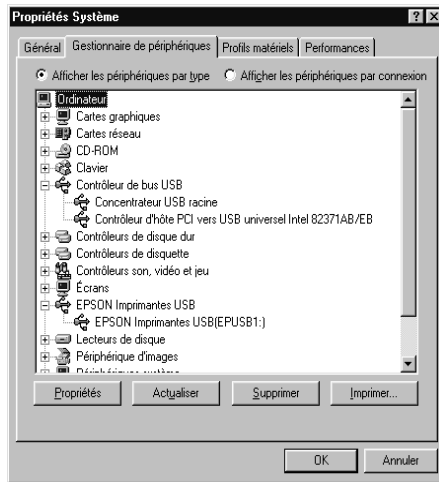 Propriétés Système
Général Gestionnaire de périphériques Profils matériels Performances
Afficher les périphériques par type Afficher les périphériques par connexion
Ordinateur
Cartes graphiques
Cartes réseau
CD-ROM
Clavier
Contrôleur de bus USB
Concentrateur USB racine
Contrôleur d'hôte PCI vers USB universel Intel 82371AB/EB
Contrôleurs de disque dur
Contrôleurs de disquette
Contrôleurs son, vidéo et jeu
Écrans
EPSON Imprimantes USB
EPSON Imprimantes USB(EPUSB1:)
Lecteurs de disque
Périphérique d'images
Périphériques système
Propriétés Actualiser Supprimer Imprimer...
OK Annuler